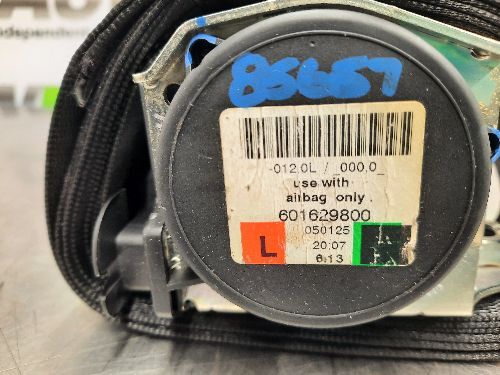 85657
-012,0L / _000,0_
use with
airbag only.
601629800
L
050125
20:07
6.13